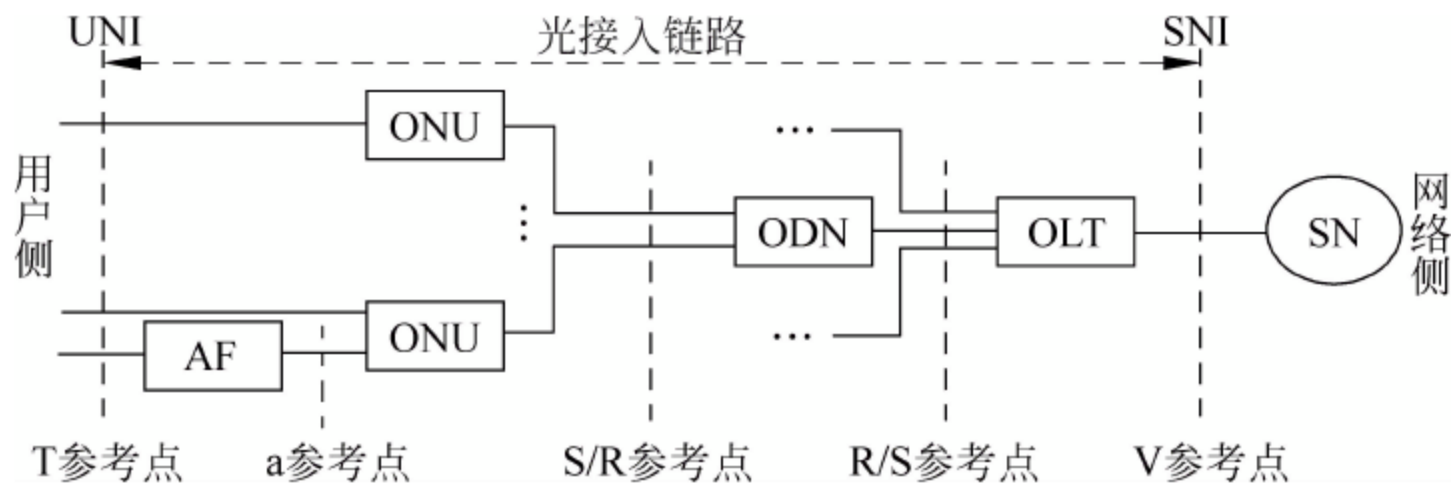 UNI
光接入链路
SNI
ONU
…
用户侧
⋮
ODN
OLT
SN
网络侧
ONU
AF
…
T参考点
a参考点
S/R参考点
R/S参考点
V参考点